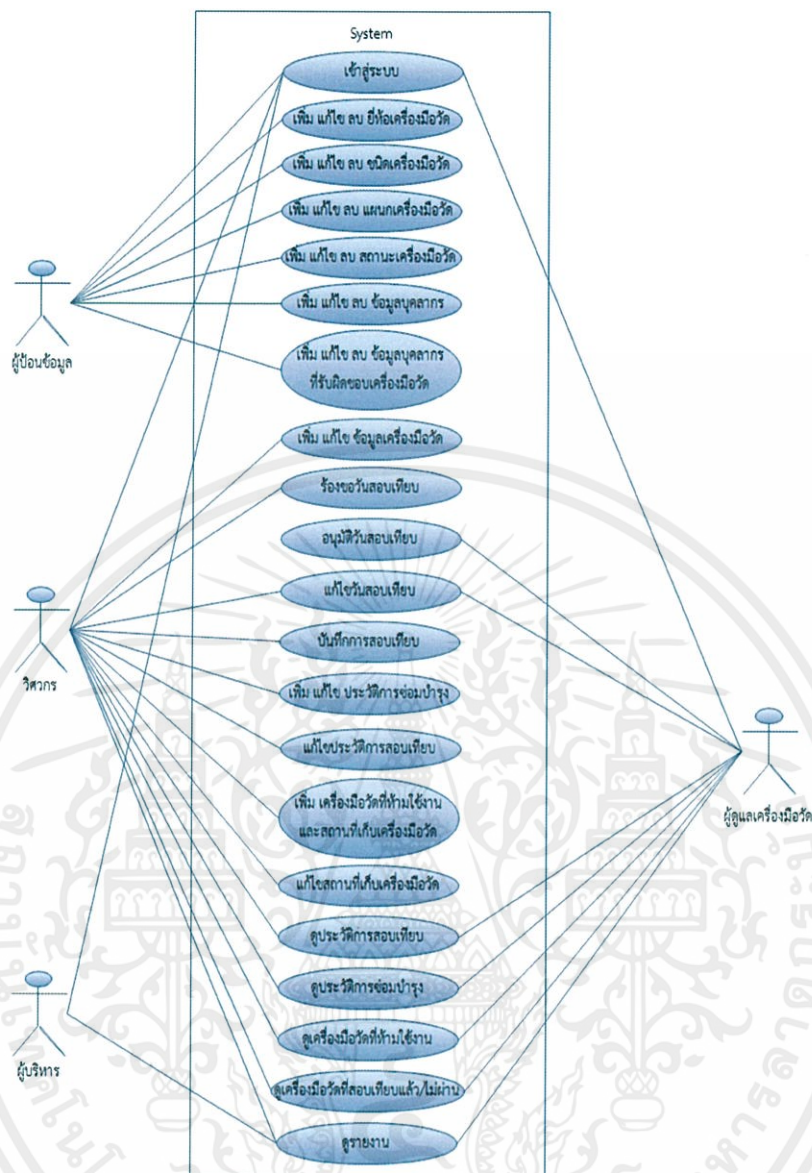 System
เข้าสู่ระบบ
เพิ่ม แก้ไข ลบ ยี่ห้อเครื่องมือวัด
เพิ่ม แก้ไข ลบ ชนิดเครื่องมือวัด
เพิ่ม แก้ไข ลบ แผนกเครื่องมือวัด
เพิ่ม แก้ไข ลบ สถานะเครื่องมือวัด
เพิ่ม แก้ไข ลบ ข้อมูลบุคลากร
ผู้ป้อนข้อมูล
เพิ่ม แก้ไข ลบ ข้อมูลบุคลากร
ที่รับผิดชอบเครื่องมือวัด
เพิ่ม แก้ไข ข้อมูลเครื่องมือวัด
ร้องขอวันสอบเทียบ
อนุมัติวันสอบเทียบ
แก้ไขวันสอบเทียบ
บันทึกการสอบเทียบ
วิศวกร
เพิ่ม แก้ไข ประวัติการซ่อมบำรุง
แก้ไขประวัติการสอบเทียบ
เพิ่ม เครื่องมือวัดที่ห้ามใช้งาน
และสถานที่เก็บเครื่องมือวัด
ผู้ดูแลเครื่องมือวัด
แก้ไขสถานที่เก็บเครื่องมือวัด
ดูประวัติการสอบเทียบ
ดูประวัติการซ่อมบำรุง
ดูเครื่องมือวัดที่ห้ามใช้งาน
ผู้บริหาร
ดูเครื่องมือวัดที่สอบเทียบแล้ว/ไม่ผ่าน
ดูรายงาน